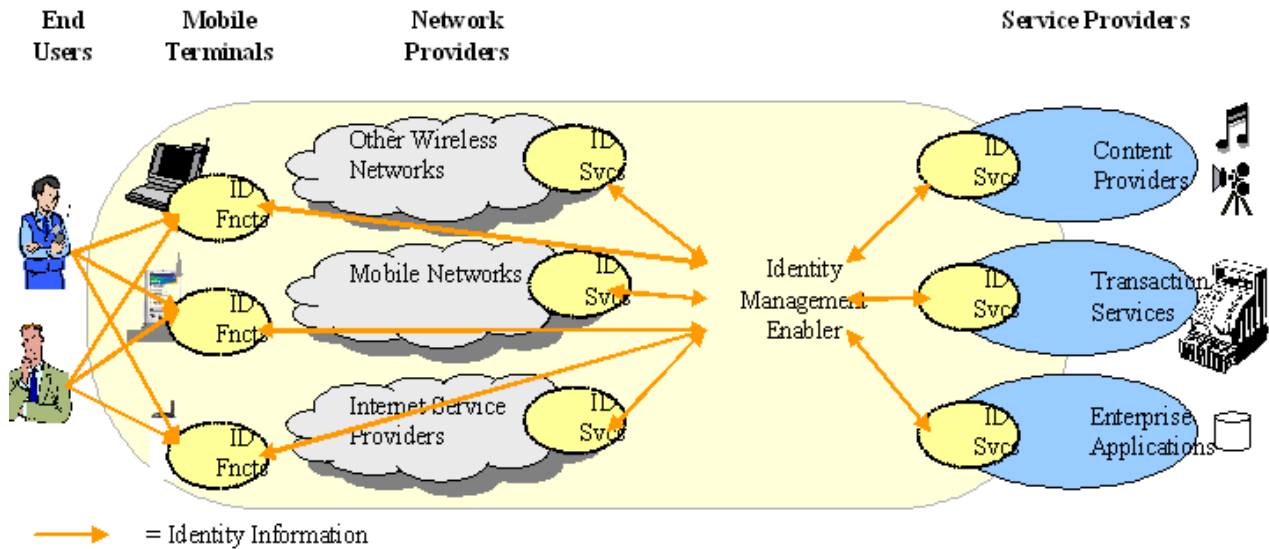 End
Users
Mobile
Terminals
Network
Providers
Service Providers
Other Wireless
Networks
ID
Svcs
ID
Fncts
Mobile Networks
ID
Svcs
ID
Fncts
Internet Service
Providers
ID
Svcs
ID
Fncts
Identity
Management
Enabler
ID
Svcs
Content
Providers
ID
Svcs
Transaction
Services
ID
Svcs
Enterprise
Applications
= Identity Information